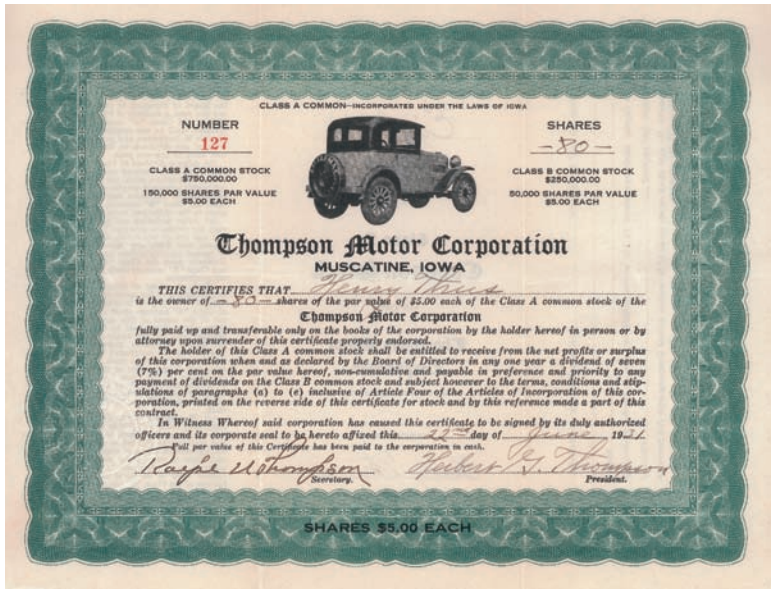 CLASS A COMMON—INCORPORATED UNDER THE LAWS OF IOWA
NUMBER
127
CLASS A COMMON STOCK
$750,000.00
150,000 SHARES PAR VALUE
$5.00 EACH
SHARES
—80—
CLASS B COMMON STOCK
$250,000.00
50,000 SHARES PAR VALUE
$5.00 EACH
Thompson Motor Corporation
MUSCATINE, IOWA
THIS CERTIFIES THAT Henry
is the owner of —80— shares of the par value of $5.00 each of the Class A common stock of the
Thompson Motor Corporation
fully paid up and transferable only on the books of the corporation by the holder hereof in person or by
attorney upon surrender of this certificate properly endorsed.
The holder of this Class A common stock shall be entitled to receive from the net profits or surplus
of this corporation when and as declared by the Board of Directors in any one year a dividend of seven
(7%) per cent on the par value hereof, non-cumulative and payable in preference and priority to any
payment of dividends on the Class B common stock and subject however to the terms, conditions and stip-
ulations of paragraphs (a) to (e) inclusive of Article Four of the Articles of Incorporation of this cor-
poration, printed on the reverse side of this certificate for stock and by this reference made a part of this
contract.
In Witness Whereof said corporation has caused this certificate to be signed by its duly authorized
officers and its corporate seal to be hereto affixed this 22nd day of June 1931.
Full par value of this Certificate has been paid to the corporation in cash.
Ralph U Thompson Herbert G. Thompson
Secretary. President.
SHARES $5.00 EACH